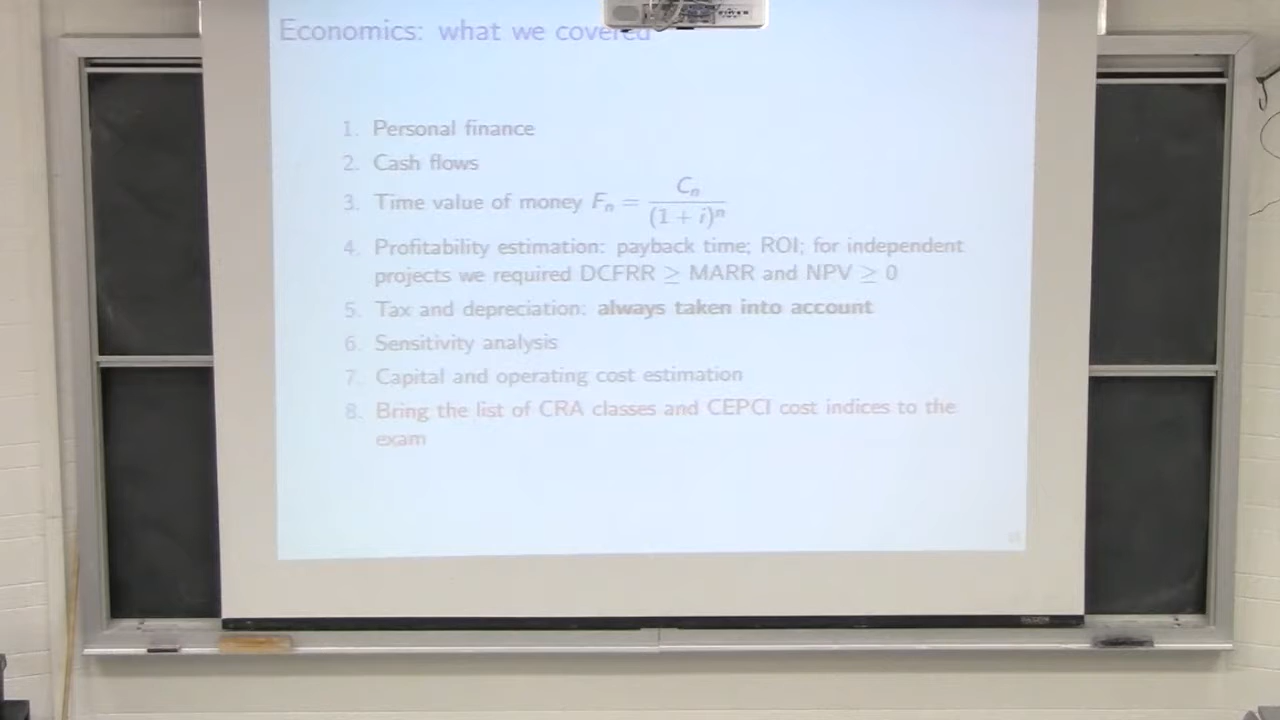 Economics: what we covered
1. Personal finance
2. Cash flows
3. Time value of money F_n = C_n / (1 + i)^n
4. Profitability estimation: payback time; ROI; for independent
projects we required DCFRR ≥ MARR and NPV ≥ 0
5. Tax and depreciation: always taken into account
6. Sensitivity analysis
7. Capital and operating cost estimation
8. Bring the list of CRA classes and CEPCI cost indices to the
exam